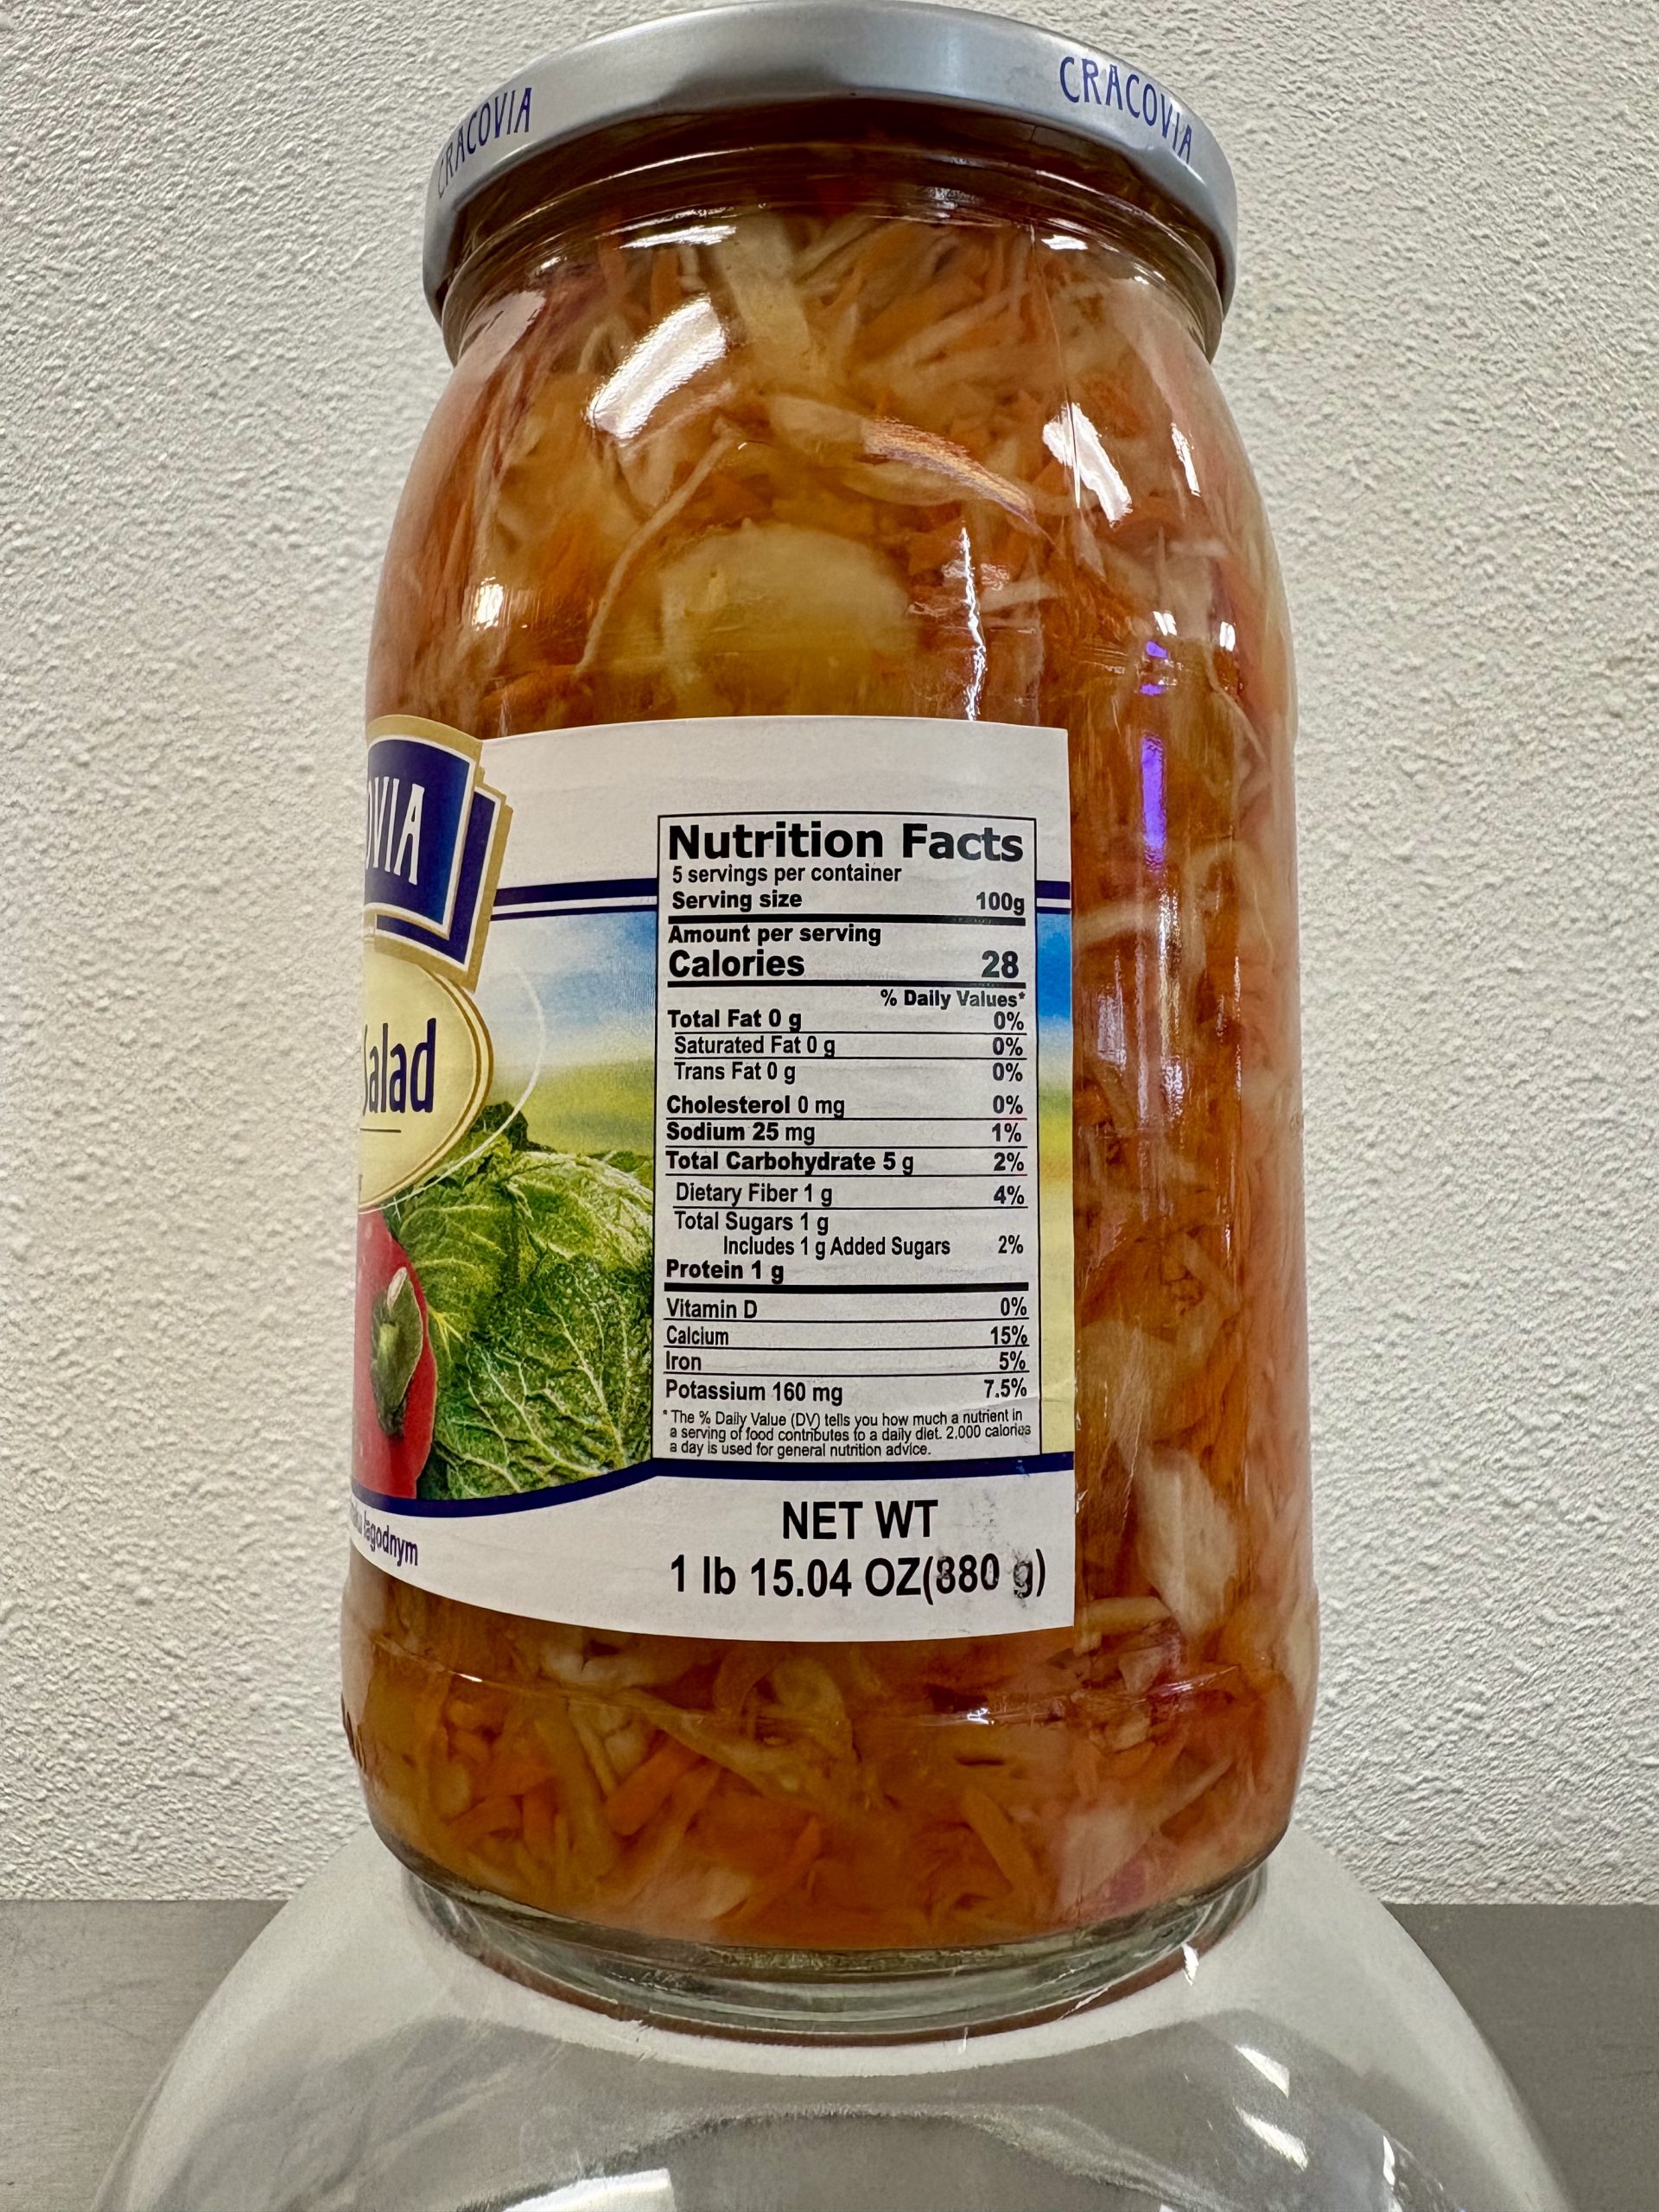 CRACOVIA
CRACOVIA
OVIA
Salad
łagodnym
Nutrition Facts
5 servings per container
Serving size 100g
Amount per serving
Calories 28
% Daily Values*
Total Fat 0 g 0%
Saturated Fat 0 g 0%
Trans Fat 0 g 0%
Cholesterol 0 mg 0%
Sodium 25 mg 1%
Total Carbohydrate 5 g 2%
Dietary Fiber 1 g 4%
Total Sugars 1 g
Includes 1 g Added Sugars 2%
Protein 1 g
Vitamin D 0%
Calcium 15%
Iron 5%
Potassium 160 mg 7.5%
* The % Daily Value (DV) tells you how much a nutrient in
a serving of food contributes to a daily diet. 2,000 calories
a day is used for general nutrition advice.
NET WT
1 lb 15.04 OZ(880 g)